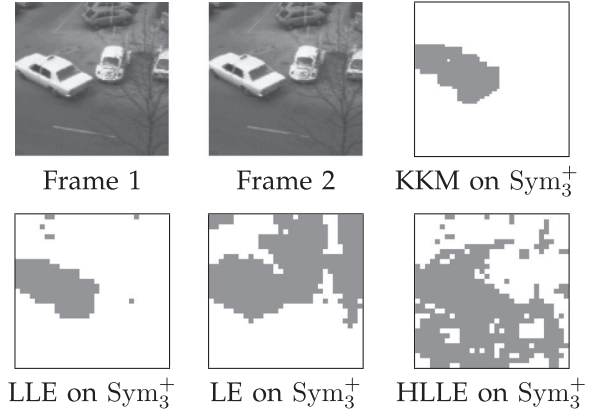 Frame 1
Frame 2
KKM on Sym₃⁺
LLE on Sym₃⁺
LE on Sym₃⁺
HLLE on Sym₃⁺